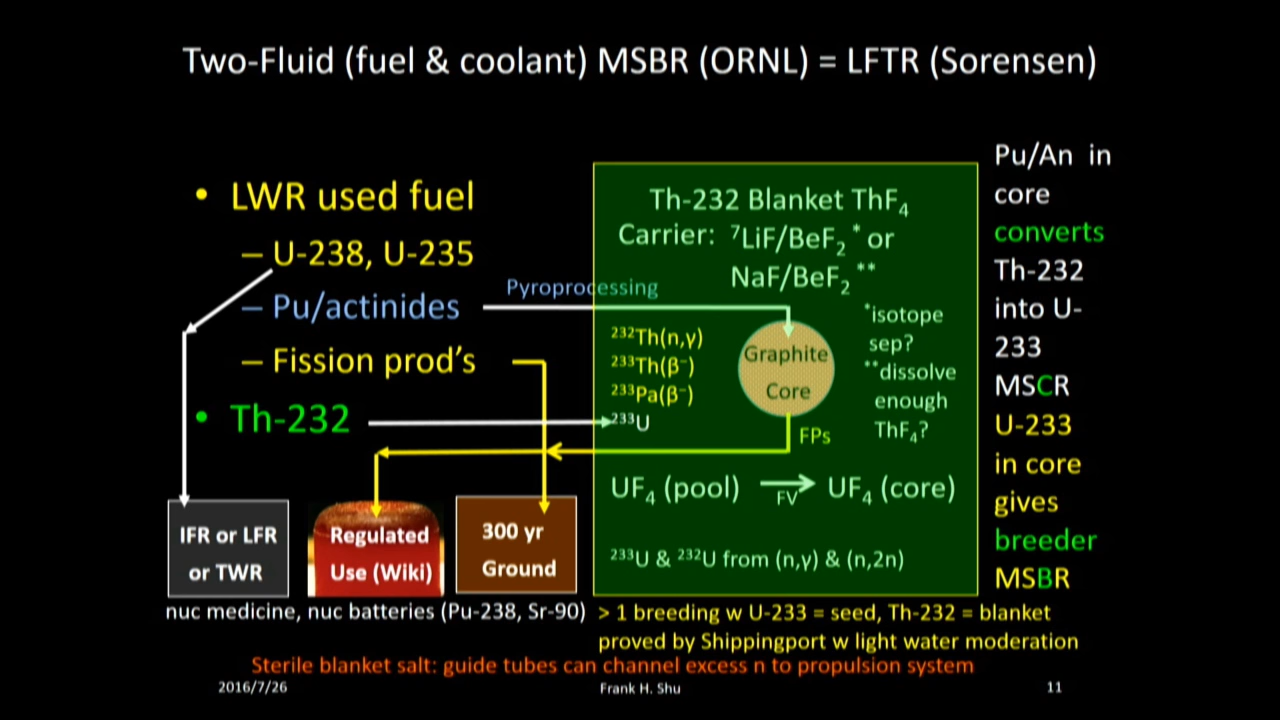 Two-Fluid (fuel & coolant) MSBR (ORNL) = LFTR (Sorensen)
• LWR used fuel
– U-238, U-235
– Pu/actinides
– Fission prod's
• Th-232
Pyroprocessing
Th-232 Blanket ThF₄
Carrier: ⁷LiF/BeF₂* or
NaF/BeF₂**
*isotope
sep?
**dissolve
enough
ThF₄?
²³²Th(n,γ)
²³³Th(β⁻)
²³³Pa(β⁻)
²³³U
Graphite
Core
FPs
UF₄ (pool)
FV
UF₄ (core)
²³³U & ²³²U from (n,γ) & (n,2n)
Pu/An in
core
converts
Th-232
into U-
233
MSCR
U-233
in core
gives
breeder
MSBR
IFR or LFR
or TWR
Regulated
Use (Wiki)
300 yr
Ground
nuc medicine, nuc batteries (Pu-238, Sr-90)
> 1 breeding w U-233 = seed, Th-232 = blanket
proved by Shippingport w light water moderation
Sterile blanket salt: guide tubes can channel excess n to propulsion system
2016/7/26
Frank H. Shu
11